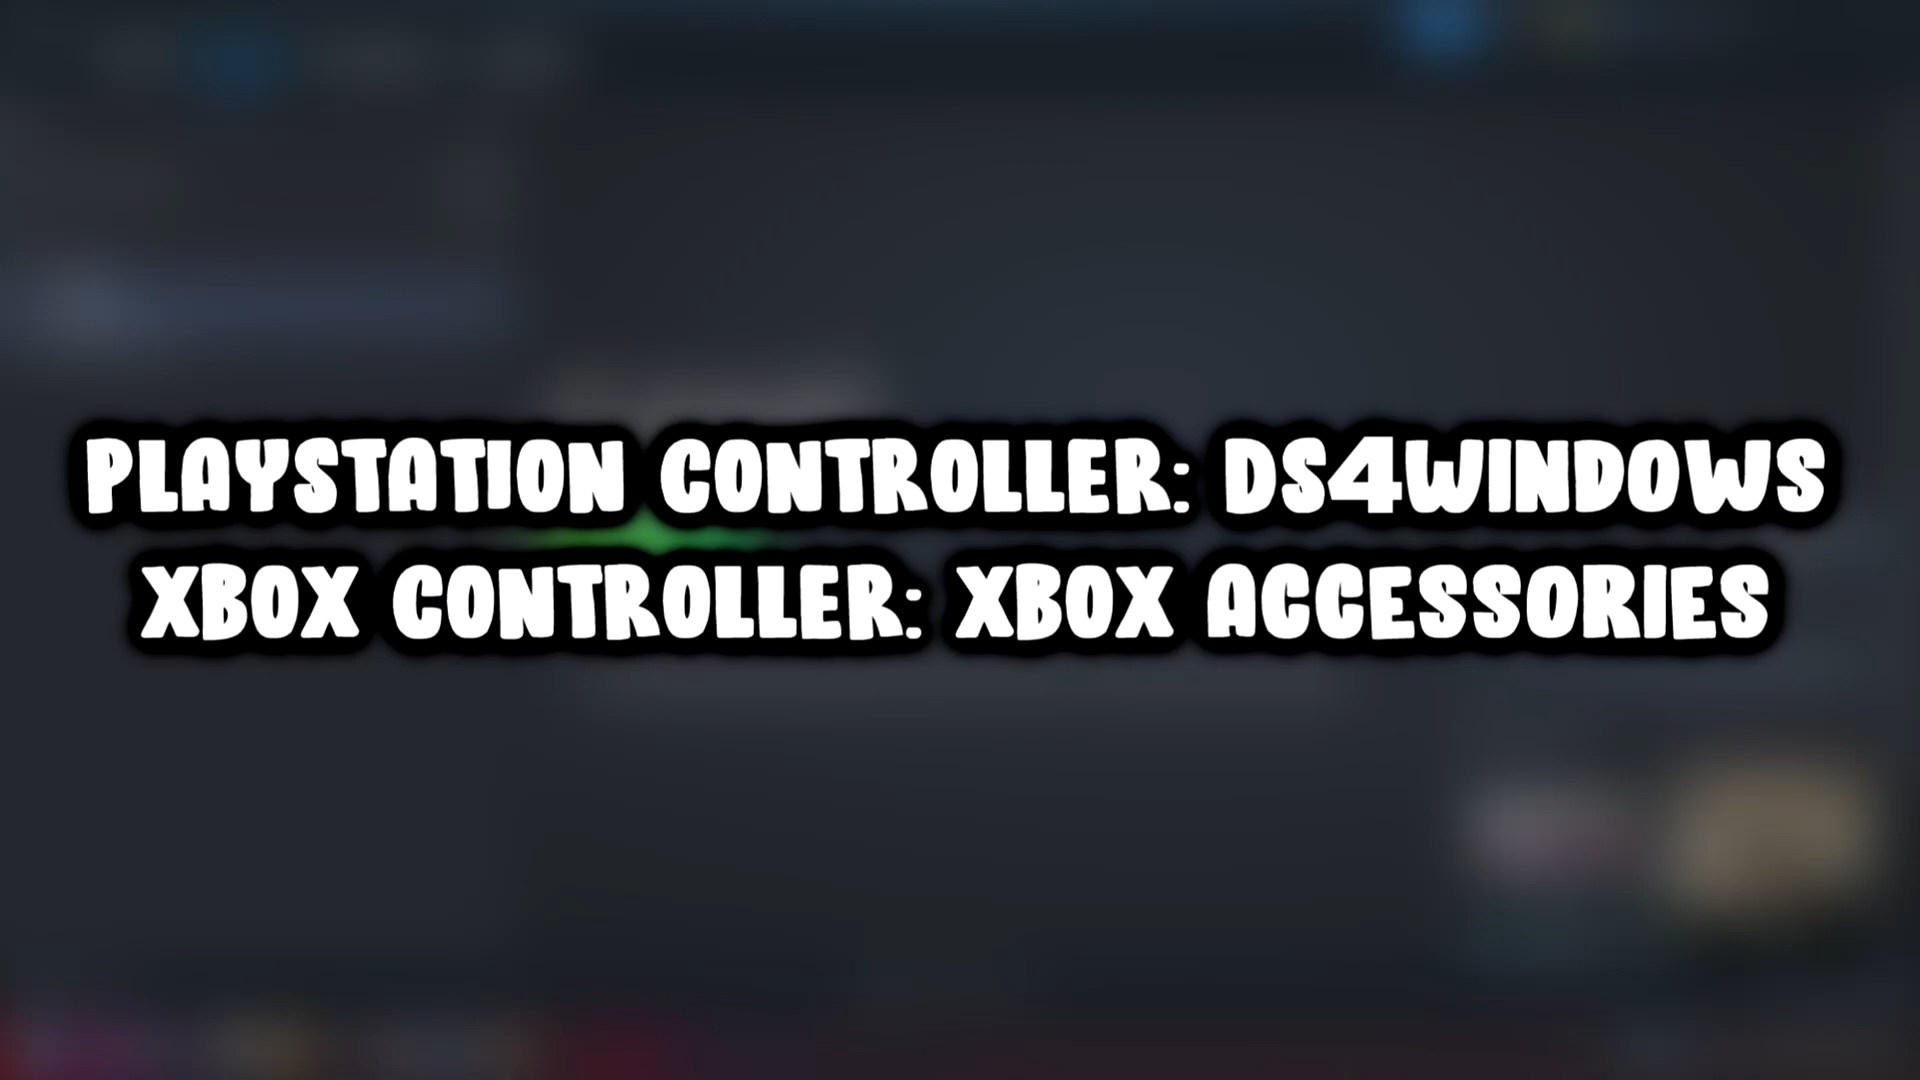 PLAYSTATION CONTROLLER: DS4WINDOWS
XBOX CONTROLLER: XBOX ACCESSORIES